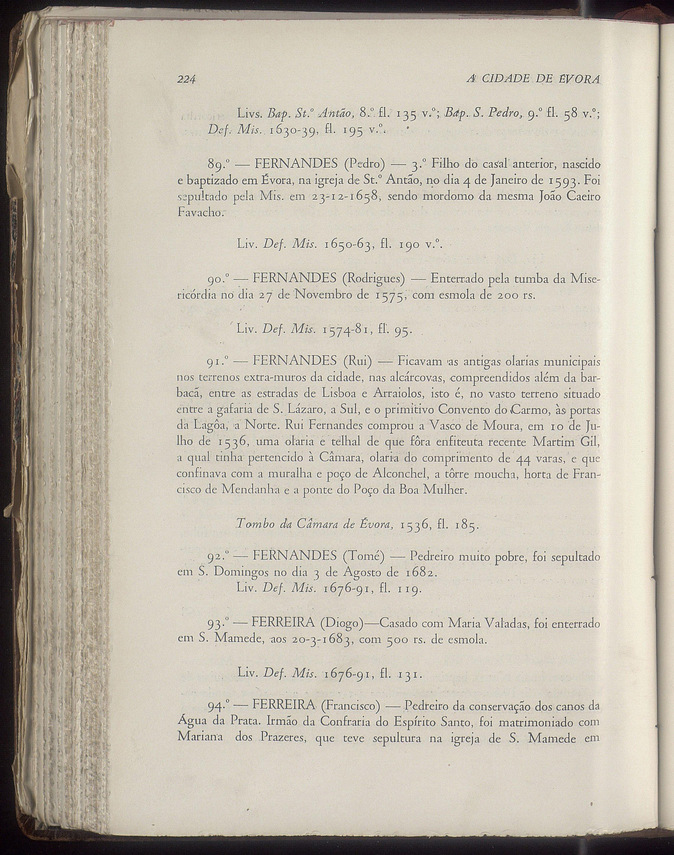 224 A CIDADE DE ÉVORA
Livs. Bap. St.º Antão, 8.º fl. 135 v.º; Bap. S. Pedro, 9.º fl. 58 v.º;
Def. Mis. 1630-39, fl. 195 v.º.
89.º — FERNANDES (Pedro) — 3.º Filho do casal anterior, nascido
e baptizado em Évora, na igreja de St.º Antão, no dia 4 de Janeiro de 1593. Foi
sepultado pela Mis. em 23-12-1658, sendo mordomo da mesma João Caeiro
Favacho.
Liv. Def. Mis. 1650-63, fl. 190 v.º.
90.º — FERNANDES (Rodrigues) — Enterrado pela tumba da Mise-
ricórdia no dia 27 de Novembro de 1575, com esmola de 200 rs.
Liv. Def. Mis. 1574-81, fl. 95.
91.º — FERNANDES (Rui) — Ficavam as antigas olarias municipais
nos terrenos extra-muros da cidade, nas alcárcovas, compreendidos além da bar-
bacã, entre as estradas de Lisboa e Arraiolos, isto é, no vasto terreno situado
entre a gafaria de S. Lázaro, a Sul, e o primitivo Convento do Carmo, às portas
da Lagôa, a Norte. Rui Fernandes comprou a Vasco de Moura, em 10 de Ju-
lho de 1536, uma olaria e telhal de que fôra enfiteuta recente Martim Gil,
a qual tinha pertencido à Câmara, olaria do comprimento de 44 varas, e que
confinava com a muralha e poço de Alconchel, a tôrre moucha, horta de Fran-
cisco de Mendanha e a ponte do Poço da Boa Mulher.
Tombo da Câmara de Évora, 1536, fl. 185.
92.º — FERNANDES (Tomé) — Pedreiro muito pobre, foi sepultado
em S. Domingos no dia 3 de Agosto de 1682.
Liv. Def. Mis. 1676-91, fl. 119.
93.º — FERREIRA (Diogo)—Casado com Maria Valadas, foi enterrado
em S. Mamede, aos 20-3-1683, com 500 rs. de esmola.
Liv. Def. Mis. 1676-91, fl. 131.
94.º — FERREIRA (Francisco) — Pedreiro da conservação dos canos da
Água da Prata. Irmão da Confraria do Espírito Santo, foi matrimoniado com
Mariana dos Prazeres, que teve sepultura na igreja de S. Mamede em